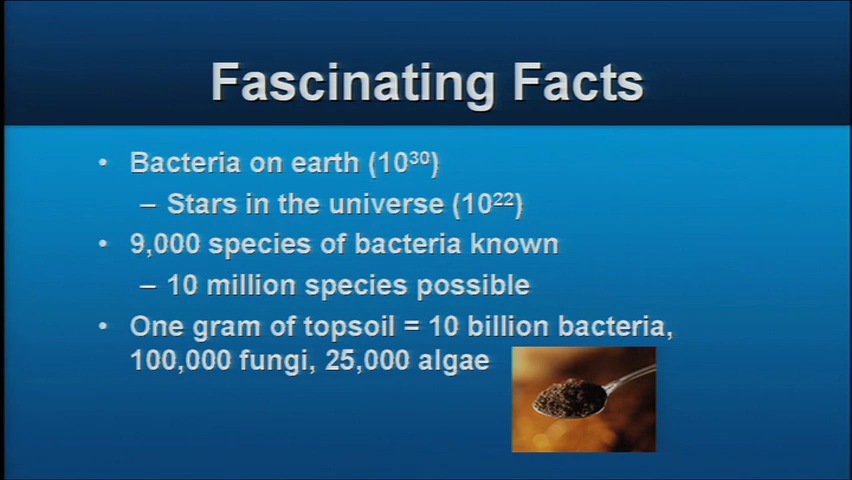 Fascinating Facts
• Bacteria on earth (10³⁰)
– Stars in the universe (10²²)
• 9,000 species of bacteria known
– 10 million species possible
• One gram of topsoil = 10 billion bacteria,
100,000 fungi, 25,000 algae